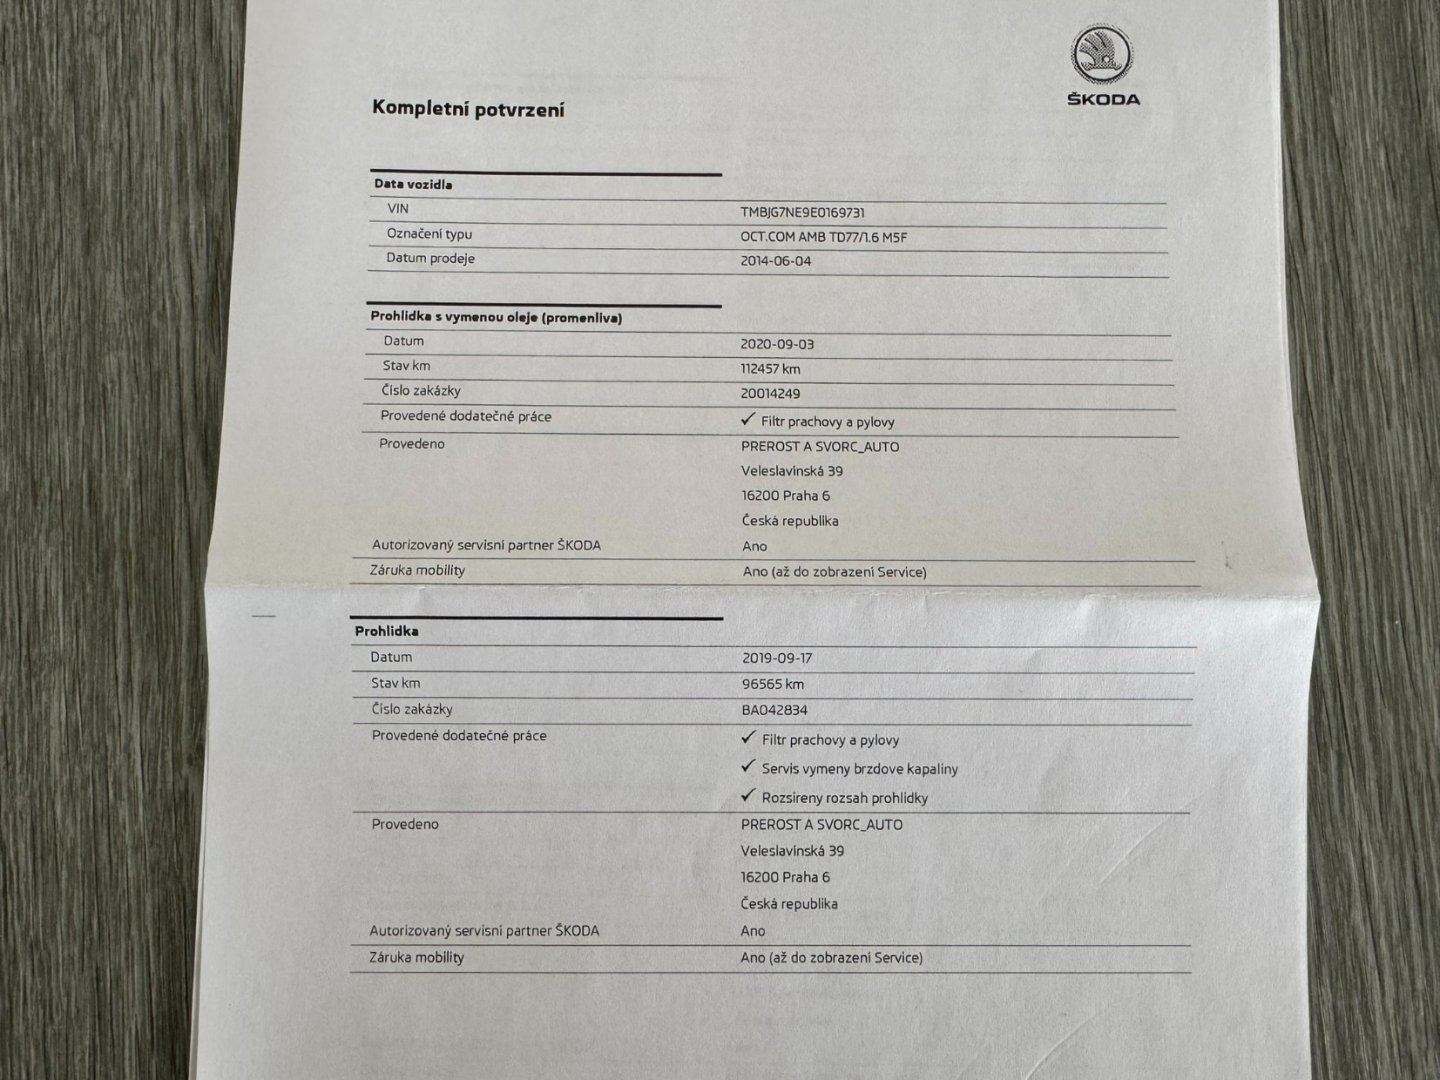 ŠKODA
Kompletní potvrzení
Data vozidla
VIN TMBJG7NE9E0169731
Označení typu OCT.COM AMB TD77/1.6 M5F
Datum prodeje 2014-06-04
Prohlidka s vymenou oleje (promenliva)
Datum 2020-09-03
Stav km 112457 km
Číslo zakázky 20014249
Provedené dodatečné práce ✓ Filtr prachovy a pylovy
Provedeno PREROST A SVORC_AUTO
Veleslavínská 39
16200 Praha 6
Česká republika
Autorizovaný servisní partner ŠKODA Ano
Záruka mobility Ano (až do zobrazení Service)
Prohlidka
Datum 2019-09-17
Stav km 96565 km
Číslo zakázky BA042834
Provedené dodatečné práce ✓ Filtr prachovy a pylovy
✓ Servis vymeny brzdove kapaliny
✓ Rozsireny rozsah prohlidky
Provedeno PREROST A SVORC_AUTO
Veleslavínská 39
16200 Praha 6
Česká republika
Autorizovaný servisní partner ŠKODA Ano
Záruka mobility Ano (až do zobrazení Service)